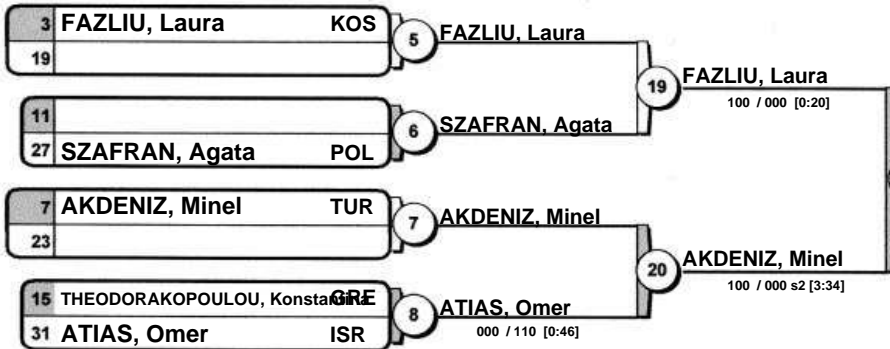 3 FAZLIU, Laura KOS
19
5
FAZLIU, Laura
11
27 SZAFRAN, Agata POL
6
SZAFRAN, Agata
19
FAZLIU, Laura
100 / 000 [0:20]
7 AKDENIZ, Minel TUR
23
7
AKDENIZ, Minel
15 THEODORAKOPOULOU, Konstantina GRE
31 ATIAS, Omer ISR
8
ATIAS, Omer
000 / 110 [0:46]
20
AKDENIZ, Minel
100 / 000 s2 [3:34]